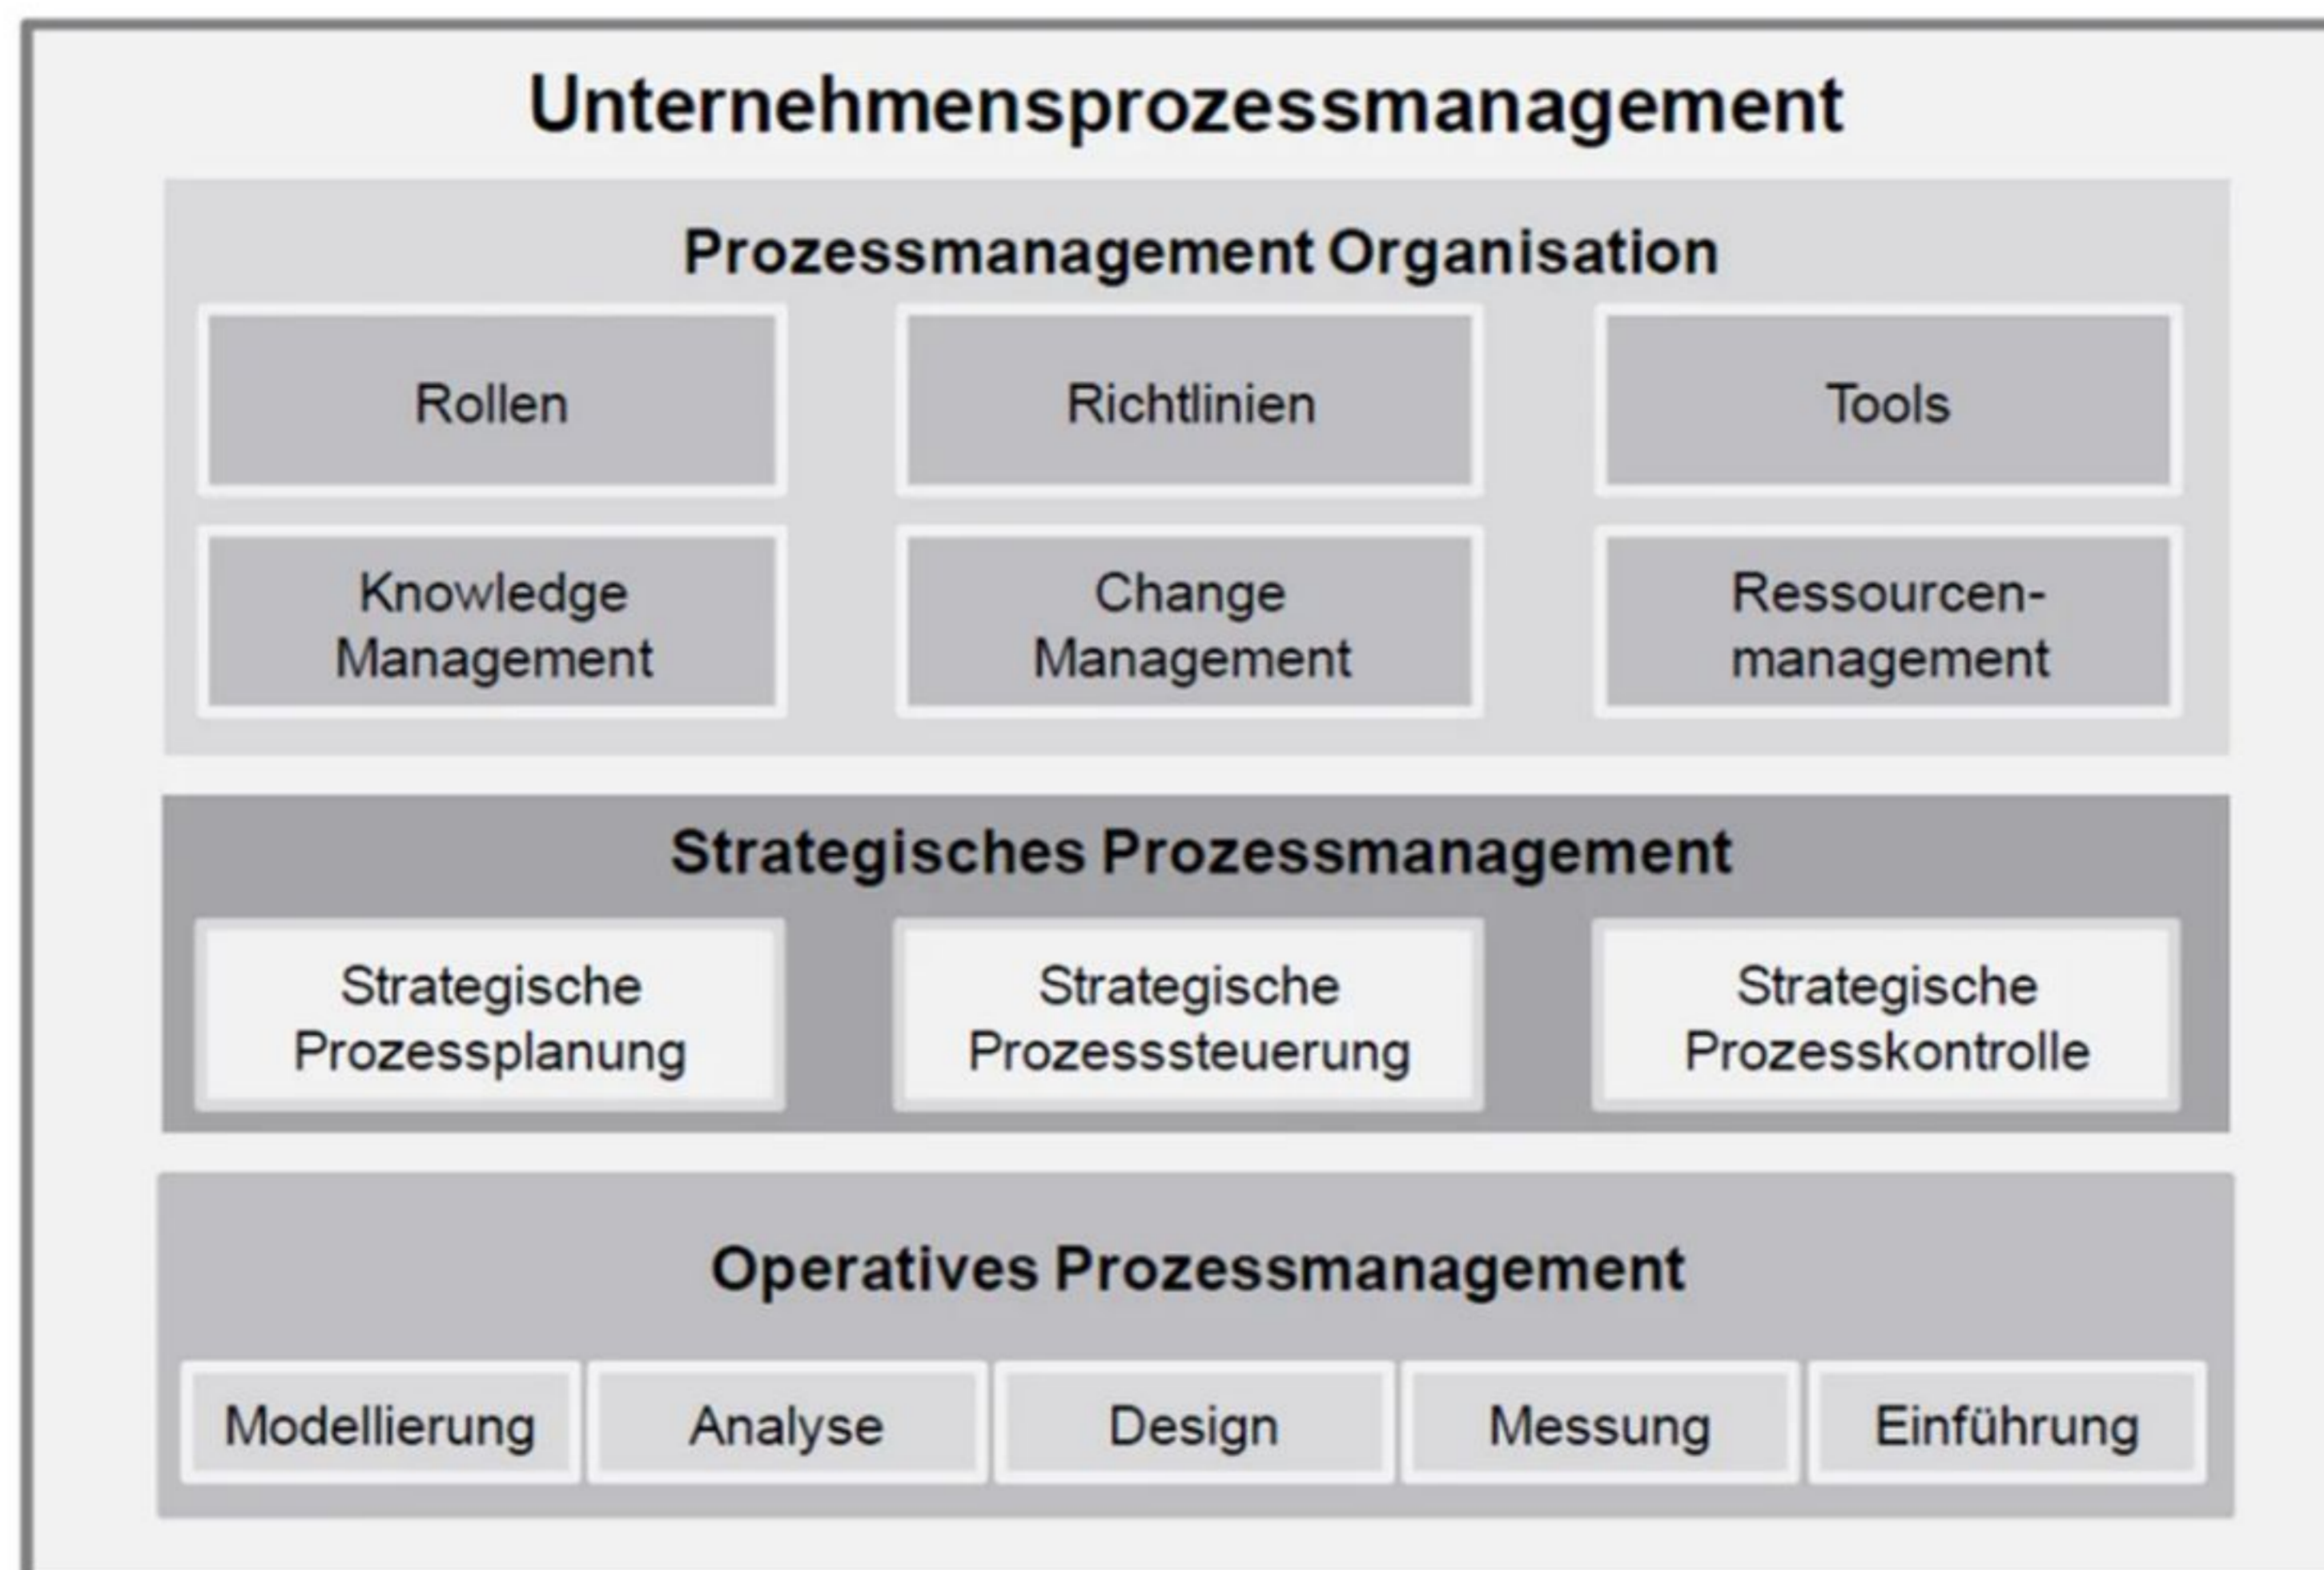 Unternehmensprozessmanagement
Prozessmanagement Organisation
Rollen
Richtlinien
Tools
Knowledge
Management
Change
Management
Ressourcen-
management
Strategisches Prozessmanagement
Strategische
Prozessplanung
Strategische
Prozesssteuerung
Strategische
Prozesskontrolle
Operatives Prozessmanagement
Modellierung
Analyse
Design
Messung
Einführung